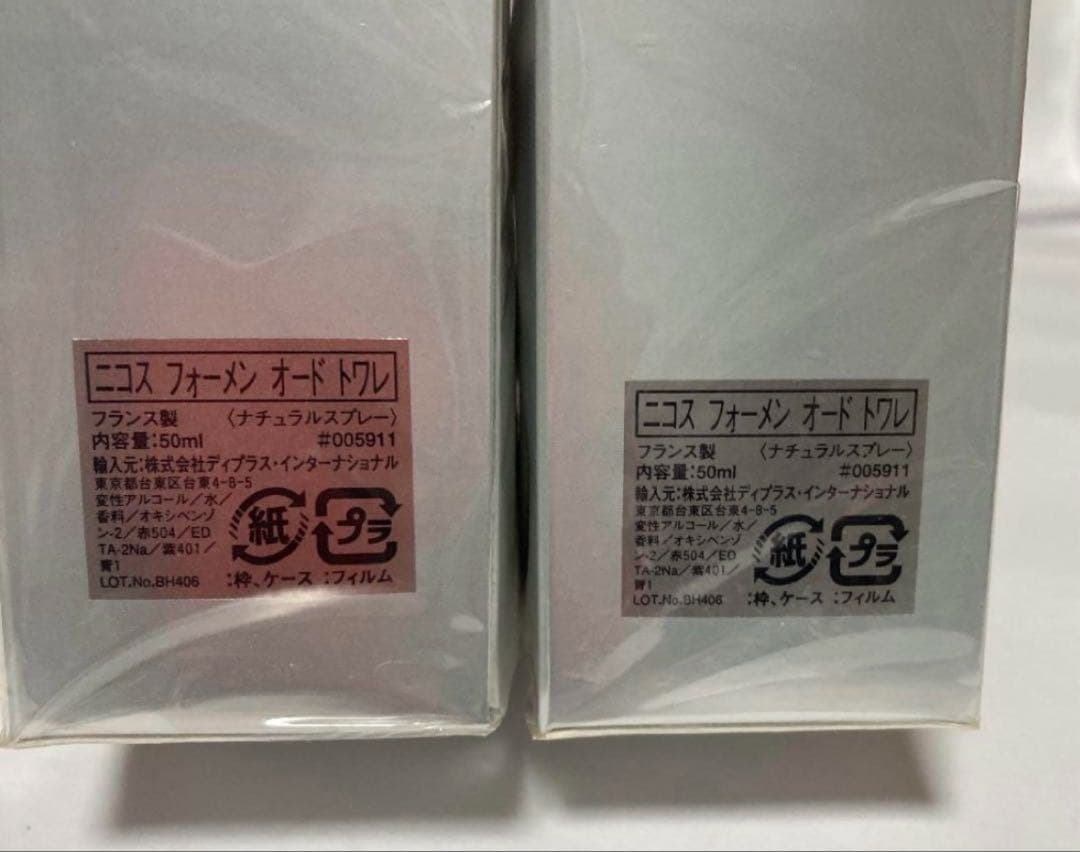 ニコス フォーメン オード トワレ
フランス製 〈ナチュラルスプレー〉
内容量:50ml #005911
輸入元:株式会社ディプラス・インターナショナル
東京都台東区台東4-8-5
変性アルコール/水/
香料/オキシベンゾ
ン-2/赤504/ED
TA-2Na/紫401/
青1
LOT.No.BH406
紙 プラ
:枠、ケース :フィルム
ニコス フォーメン オード トワレ
フランス製 〈ナチュラルスプレー〉
内容量:50ml #005911
輸入元:株式会社ディプラス・インターナショナル
東京都台東区台東4-8-5
変性アルコール/水/
香料/オキシベンゾ
ン-2/赤504/ED
TA-2Na/紫401/
青1
LOT.No.BH406
紙 プラ
:枠、ケース :フィルム